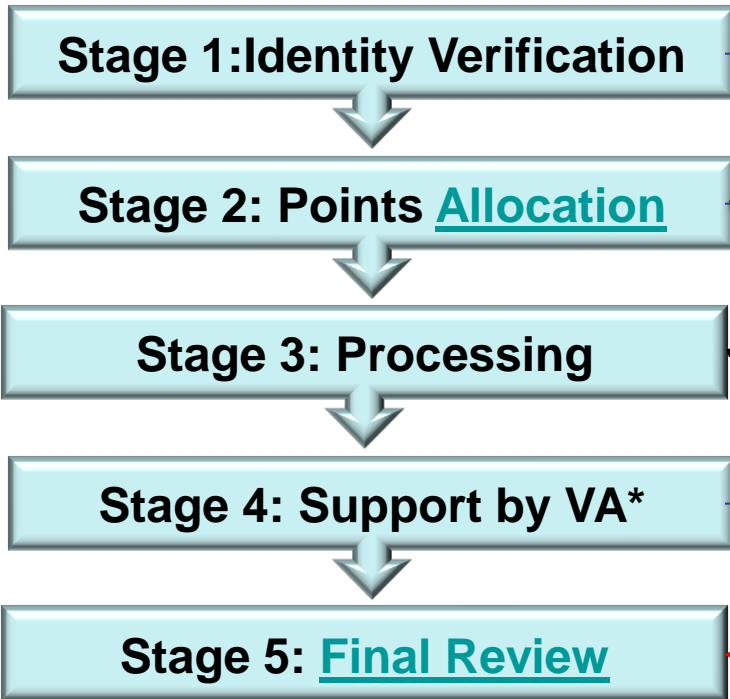 Stage 1:Identity Verification
Stage 2: Points Allocation
Stage 3: Processing
Stage 4: Support by VA*
Stage 5: Final Review